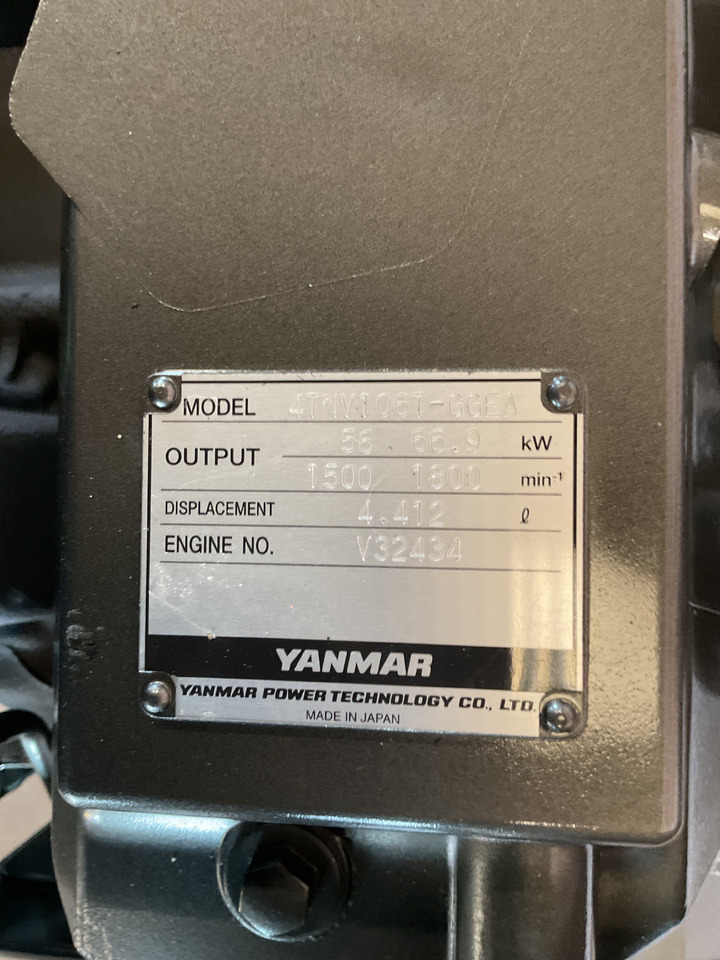 MODEL 4TNV106T-GGEA
56 66.9 kW
OUTPUT
1500 1800 min-1
DISPLACEMENT 4.412 ℓ
ENGINE NO. V32434
YANMAR
YANMAR POWER TECHNOLOGY CO., LTD.
MADE IN JAPAN